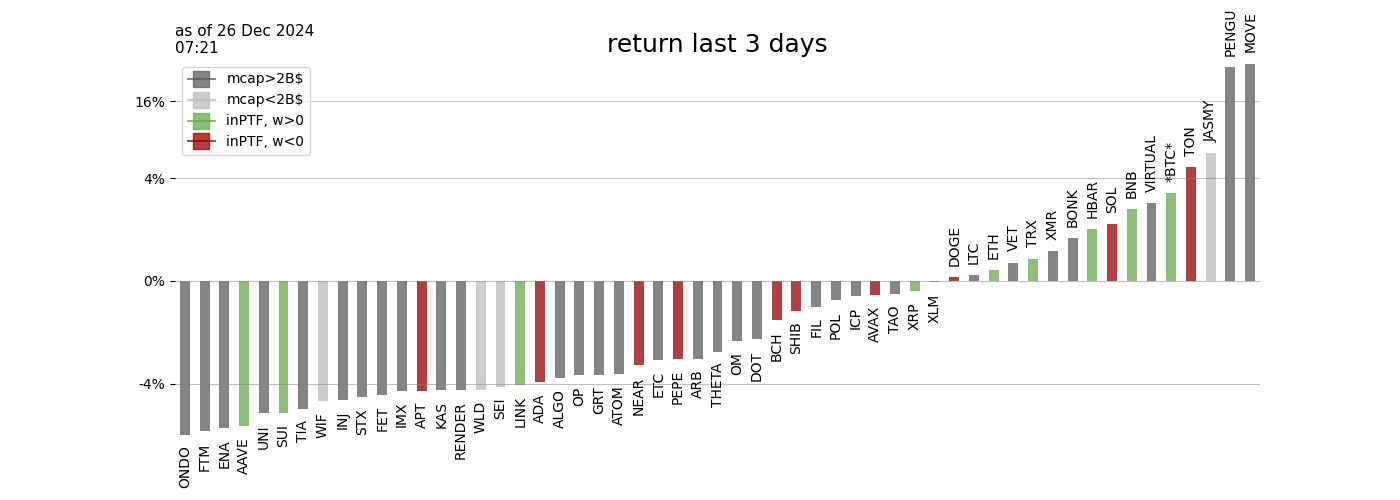 as of 26 Dec 2024
07:21
return last 3 days
mcap>2B$
mcap<2B$
inPTF, w>0
inPTF, w<0
16%
4%
0%
-4%
ONDO
FTM
ENA
AAVE
UNI
SUI
TIA
WIF
INJ
STX
FET
IMX
APT
KAS
RENDER
WLD
SEI
LINK
ADA
ALGO
OP
GRT
ATOM
NEAR
ETC
PEPE
ARB
THETA
OM
DOT
BCH
SHIB
FIL
POL
ICP
AVAX
TAO
XRP
XLM
DOGE
LTC
ETH
VET
TRX
XMR
BONK
HBAR
SOL
BNB
VIRTUAL
*BTC*
TON
JASMY
PENGU
MOVE